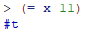 > (= x 11)
#t